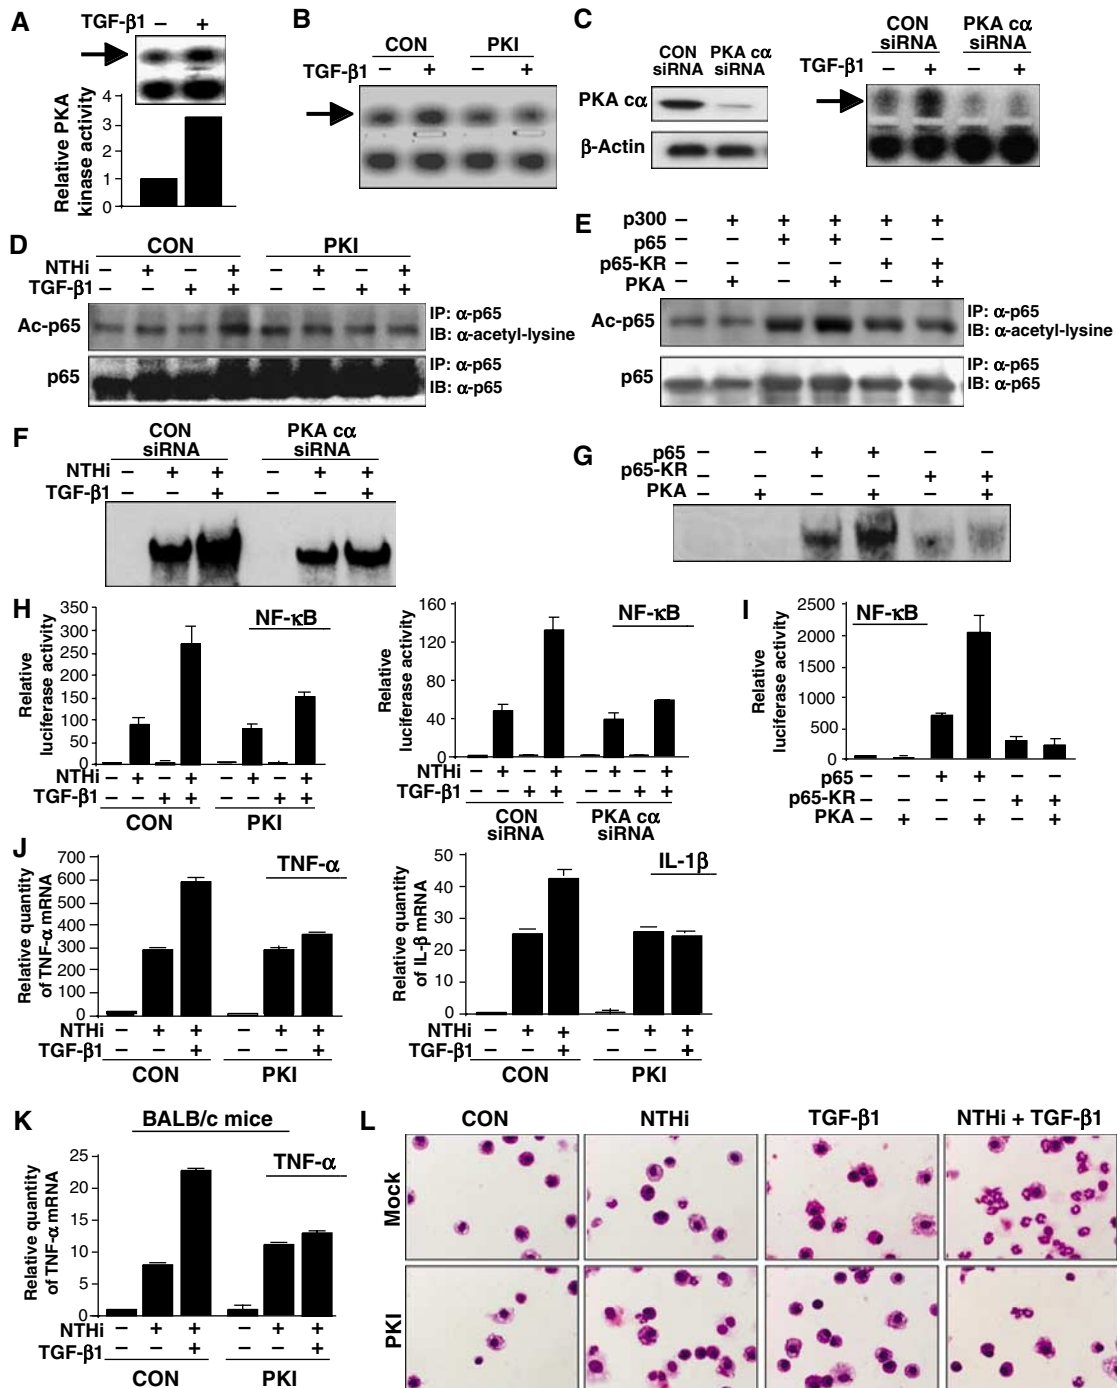 A
TGF-β1 – +
Relative PKA kinase activity
4
3
2
1
0
B
CON PKI
TGF-β1 – + – +
C
CON siRNA PKA cα siRNA
PKA cα
β-Actin
CON siRNA PKA cα siRNA
TGF-β1 – + – +
D
CON PKI
NTHi – + – + – + – +
TGF-β1 – – + + – – + +
Ac-p65
IP: α-p65
IB: α-acetyl-lysine
p65
IP: α-p65
IB: α-p65
E
p300 – + + + + +
p65 – – + + – –
p65-KR – – – – + +
PKA – + – + – +
Ac-p65
IP: α-p65
IB: α-acetyl-lysine
p65
IP: α-p65
IB: α-p65
F
CON siRNA PKA cα siRNA
NTHi – + + – + +
TGF-β1 – – + – – +
G
p65 – – + + – –
p65-KR – – – – + +
PKA – + – + – +
H
NF-κB
Relative luciferase activity
350
300
250
200
150
100
50
0
NTHi – + – + – + – +
TGF-β1 – – + + – – + +
CON PKI
NF-κB
Relative luciferase activity
160
120
80
40
0
NTHi – + – + – + – +
TGF-β1 – – + + – – + +
CON siRNA PKA cα siRNA
I
NF-κB
Relative luciferase activity
2500
2000
1500
1000
500
0
p65 – – + + – –
p65-KR – – – – + +
PKA – + – + – +
J
TNF-α
Relative quantity of TNF-α mRNA
700
600
400
300
200
100
0
NTHi – + + – + +
TGF-β1 – – + – – +
CON PKI
IL-1β
Relative quantity of IL-β mRNA
50
40
30
20
10
0
NTHi – + + – + +
TGF-β1 – – + – – +
CON PKI
K
BALB/c mice
TNF-α
Relative quantity of TNF-α mRNA
25
20
15
10
5
0
NTHi – + + – + +
TGF-β1 – – + – – +
CON PKI
L
CON NTHi TGF-β1 NTHi + TGF-β1
Mock
PKI